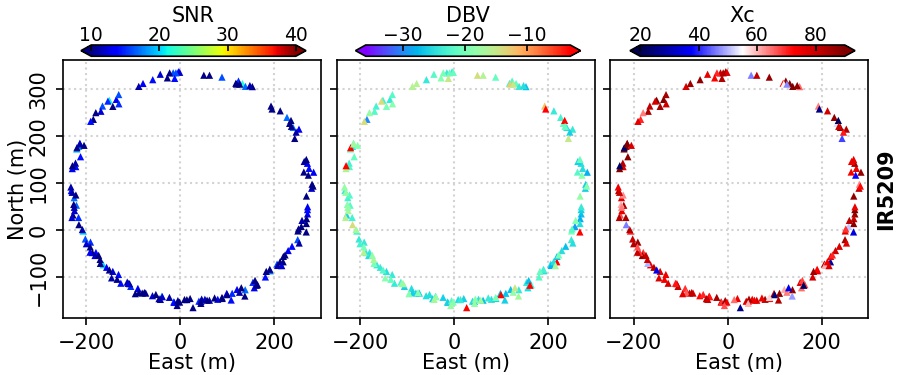 SNR DBV Xc
10 20 30 40 −30 −20 −10 20 40 60 80
300
200
100
0
−100
North (m)
−200 0 200 −200 0 200 −200 0 200
East (m) East (m) East (m)
IR5209